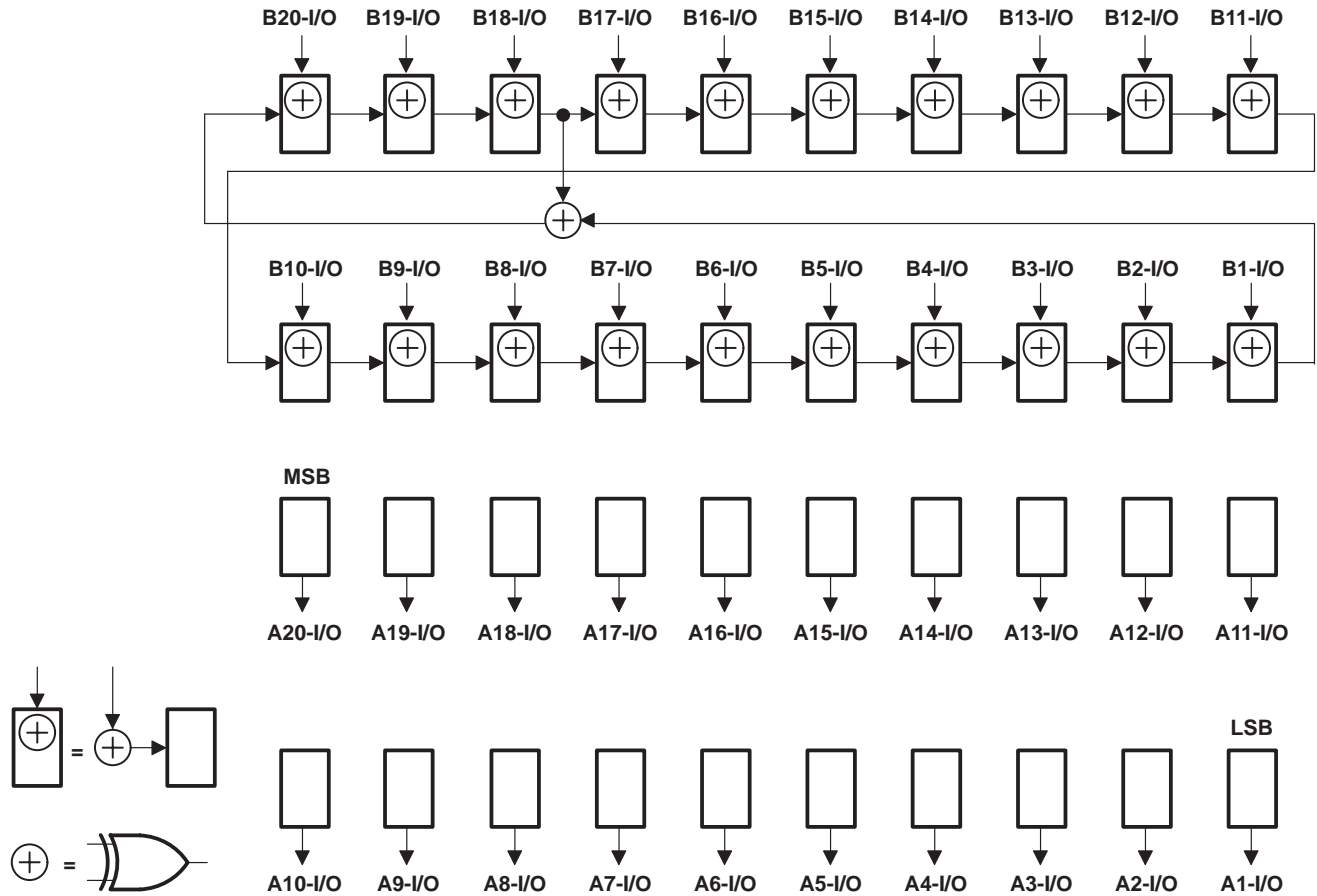 B20-I/O B19-I/O B18-I/O B17-I/O B16-I/O B15-I/O B14-I/O B13-I/O B12-I/O B11-I/O
B10-I/O B9-I/O B8-I/O B7-I/O B6-I/O B5-I/O B4-I/O B3-I/O B2-I/O B1-I/O
MSB
A20-I/O A19-I/O A18-I/O A17-I/O A16-I/O A15-I/O A14-I/O A13-I/O A12-I/O A11-I/O
=
LSB
=
A10-I/O A9-I/O A8-I/O A7-I/O A6-I/O A5-I/O A4-I/O A3-I/O A2-I/O A1-I/O